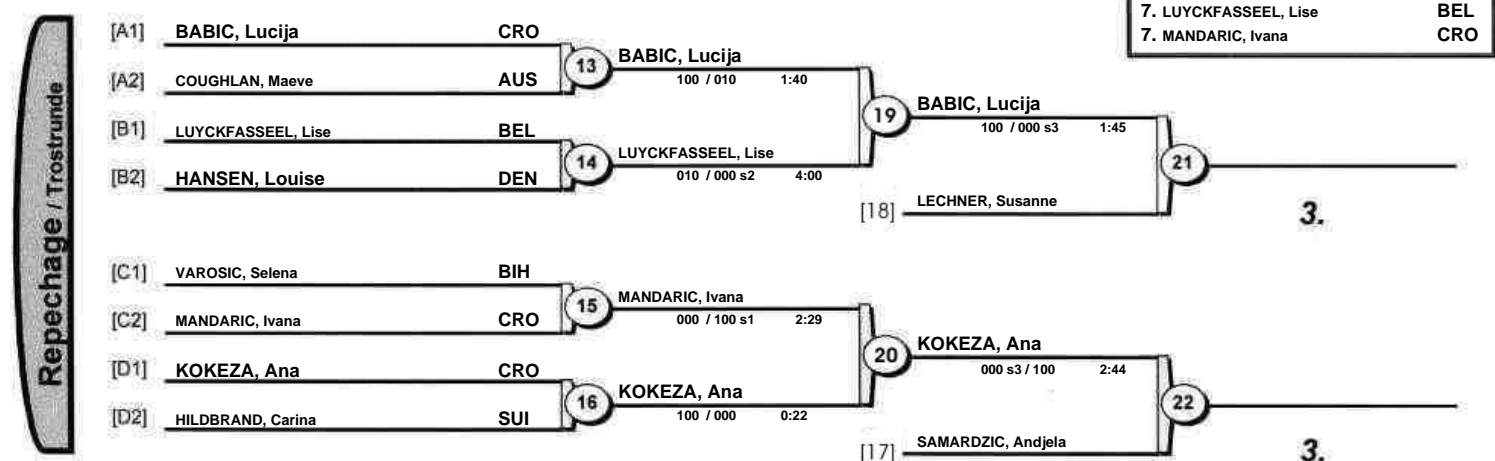 7. LUYCKFASSEEL, Lise BEL
7. MANDARIC, Ivana CRO
Repechage / Trostrunde
[A1] BABIC, Lucija CRO
[A2] COUGHLAN, Maeve AUS
13 BABIC, Lucija
100 / 010 1:40
[B1] LUYCKFASSEEL, Lise BEL
[B2] HANSEN, Louise DEN
14 LUYCKFASSEEL, Lise
010 / 000 s2 4:00
19 BABIC, Lucija
100 / 000 s3 1:45
[18] LECHNER, Susanne
21
3.
[C1] VAROSIC, Selena BIH
[C2] MANDARIC, Ivana CRO
15 MANDARIC, Ivana
000 / 100 s1 2:29
[D1] KOKEZA, Ana CRO
[D2] HILDBRAND, Carina SUI
16 KOKEZA, Ana
100 / 000 0:22
20 KOKEZA, Ana
000 s3 / 100 2:44
[17] SAMARDZIC, Andjela
22
3.